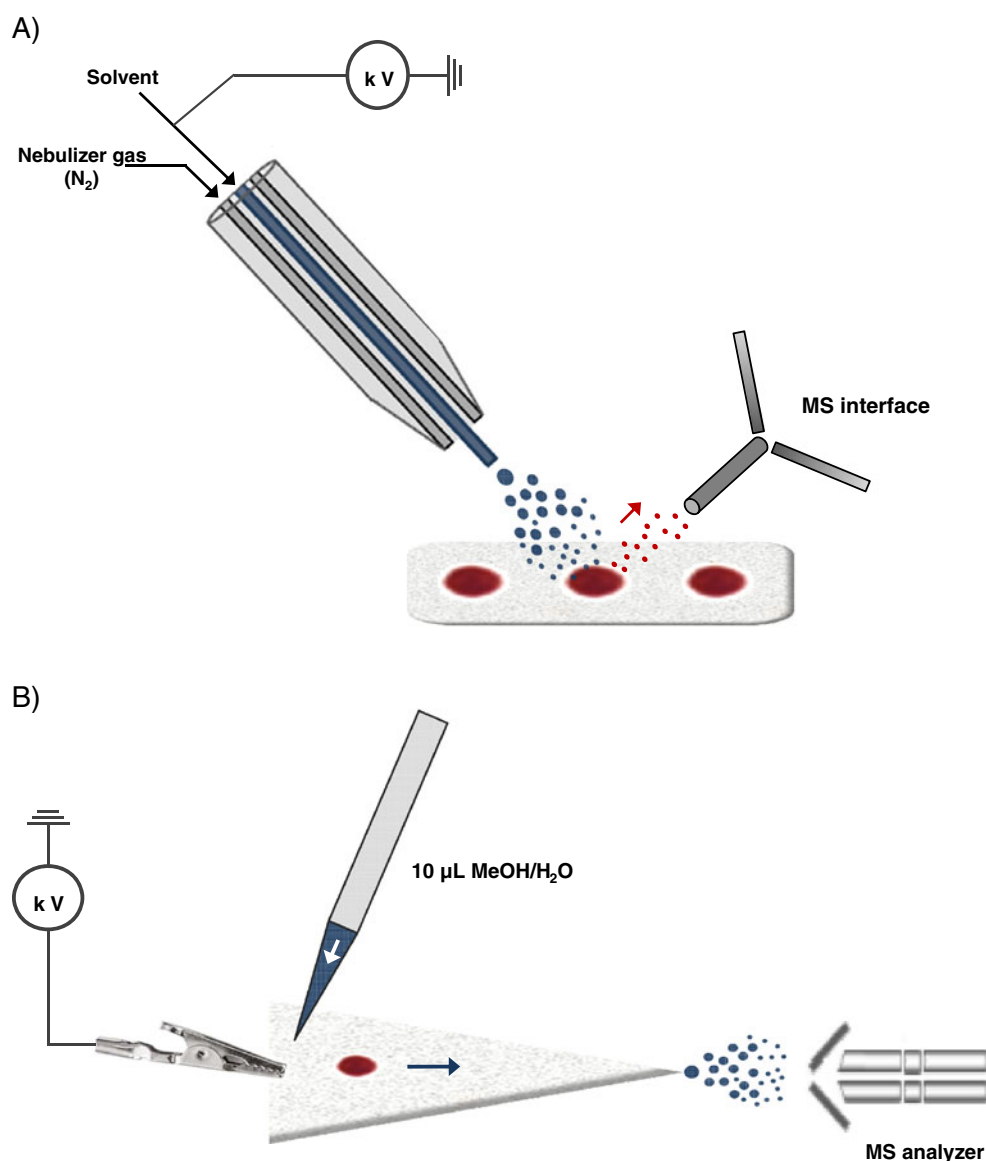 A)
Solvent
k V
Nebulizer gas
(N₂)
MS interface
B)
10 µL MeOH/H₂O
k V
MS analyzer